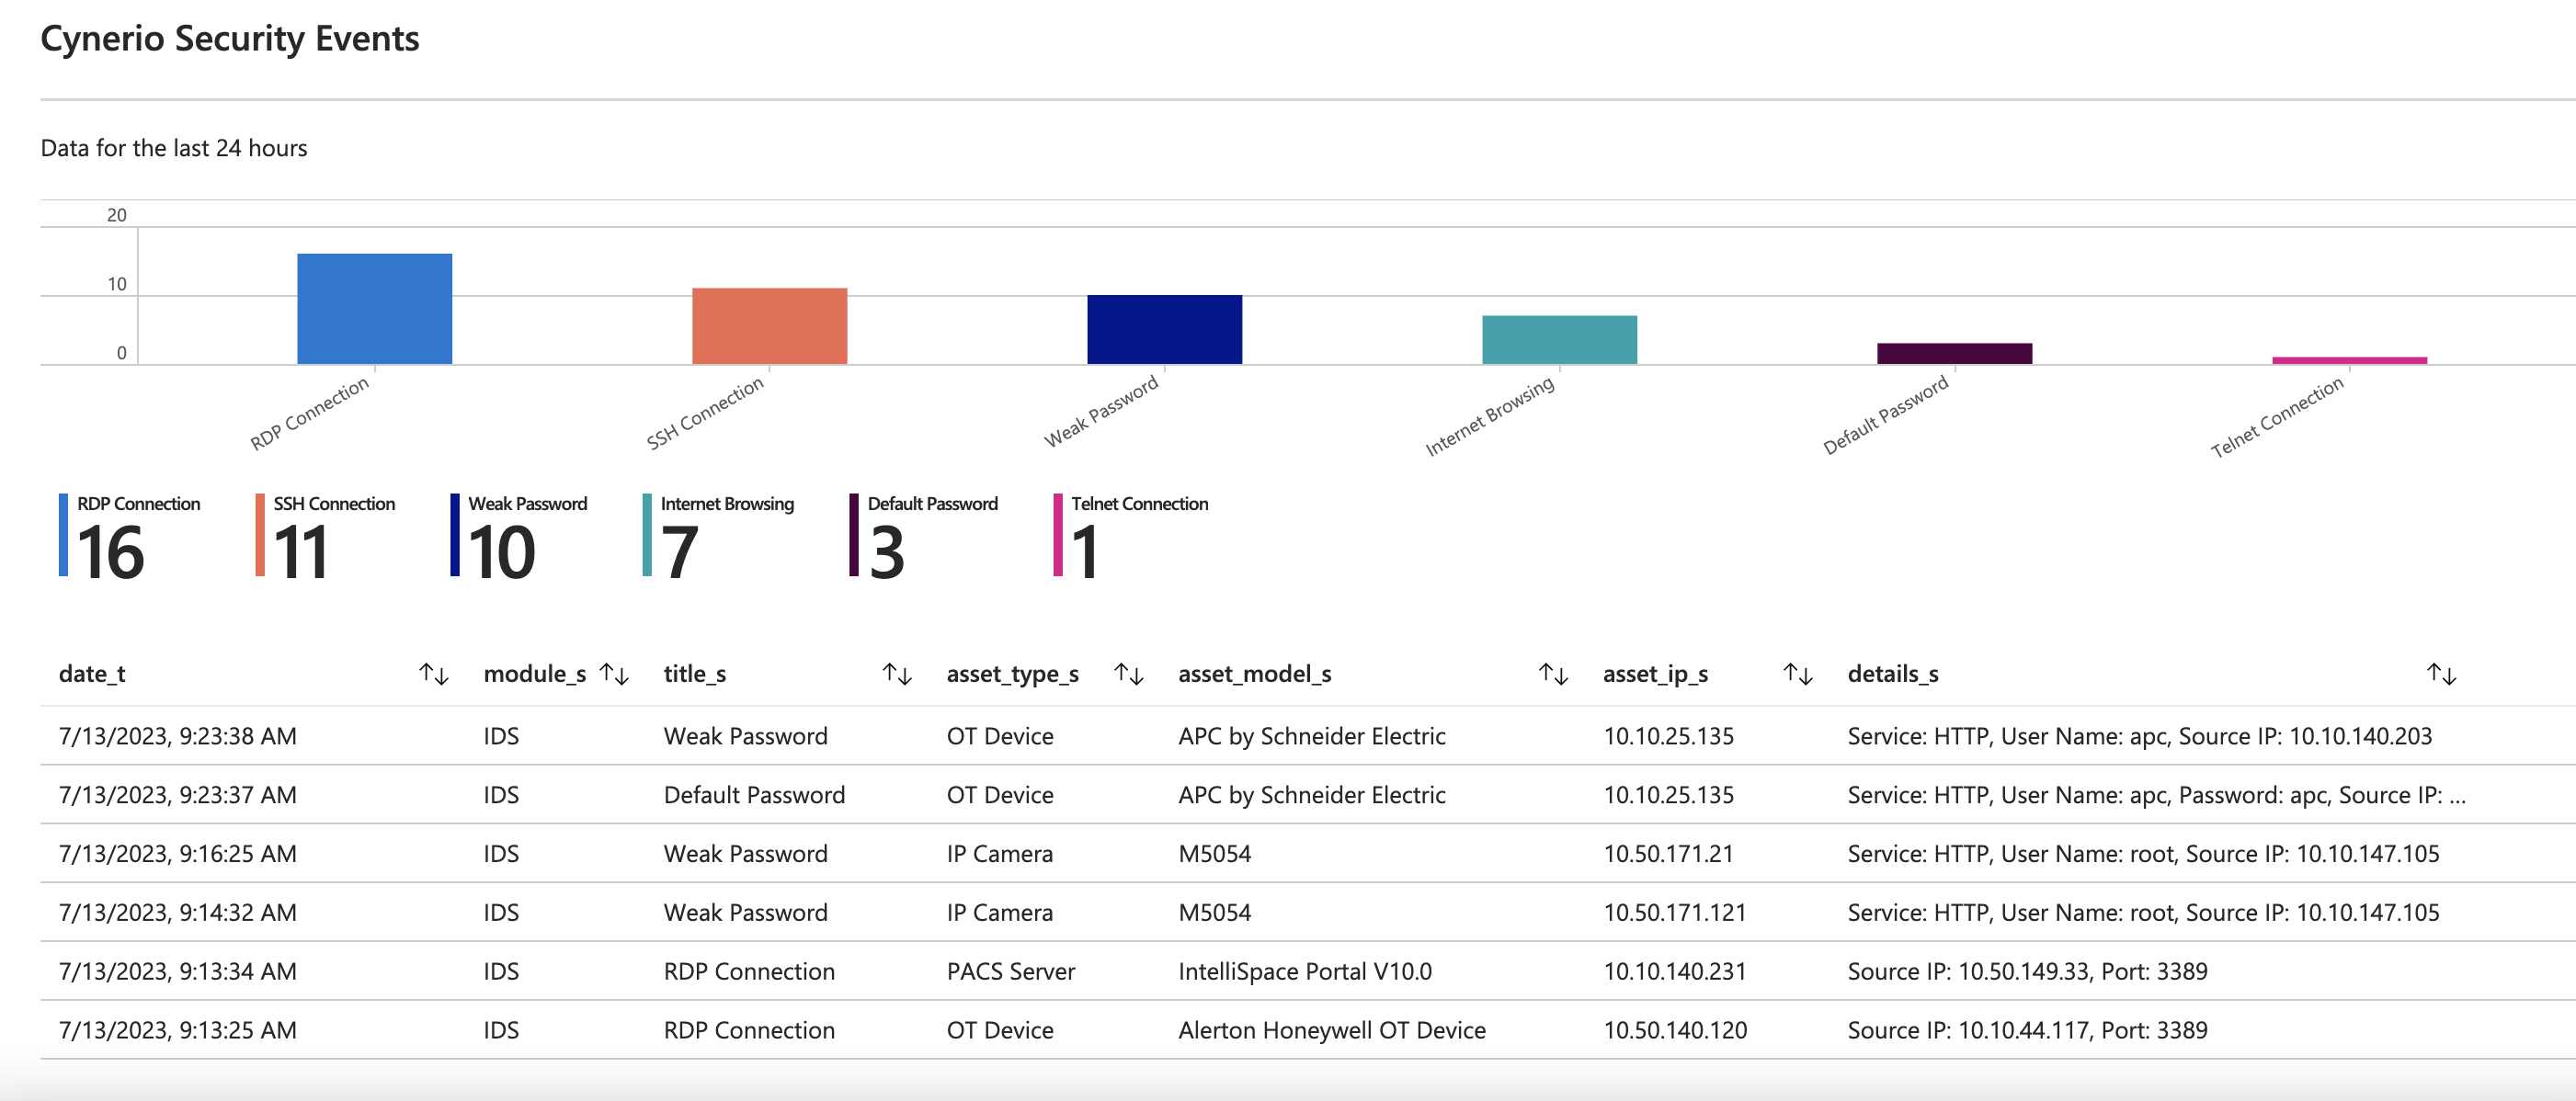 Cynerio Security Events
Data for the last 24 hours
20
10
0
RDP Connection SSH Connection Weak Password Internet Browsing Default Password Telnet Connection
RDP Connection SSH Connection Weak Password Internet Browsing Default Password Telnet Connection
16 11 10 7 3 1
date_t module_s title_s asset_type_s asset_model_s asset_ip_s details_s
7/13/2023, 9:23:38 AM IDS Weak Password OT Device APC by Schneider Electric 10.10.25.135 Service: HTTP, User Name: apc, Source IP: 10.10.140.203
7/13/2023, 9:23:37 AM IDS Default Password OT Device APC by Schneider Electric 10.10.25.135 Service: HTTP, User Name: apc, Password: apc, Source IP: ...
7/13/2023, 9:16:25 AM IDS Weak Password IP Camera M5054 10.50.171.21 Service: HTTP, User Name: root, Source IP: 10.10.147.105
7/13/2023, 9:14:32 AM IDS Weak Password IP Camera M5054 10.50.171.121 Service: HTTP, User Name: root, Source IP: 10.10.147.105
7/13/2023, 9:13:34 AM IDS RDP Connection PACS Server IntelliSpace Portal V10.0 10.10.140.231 Source IP: 10.50.149.33, Port: 3389
7/13/2023, 9:13:25 AM IDS RDP Connection OT Device Alerton Honeywell OT Device 10.50.140.120 Source IP: 10.10.44.117, Port: 3389